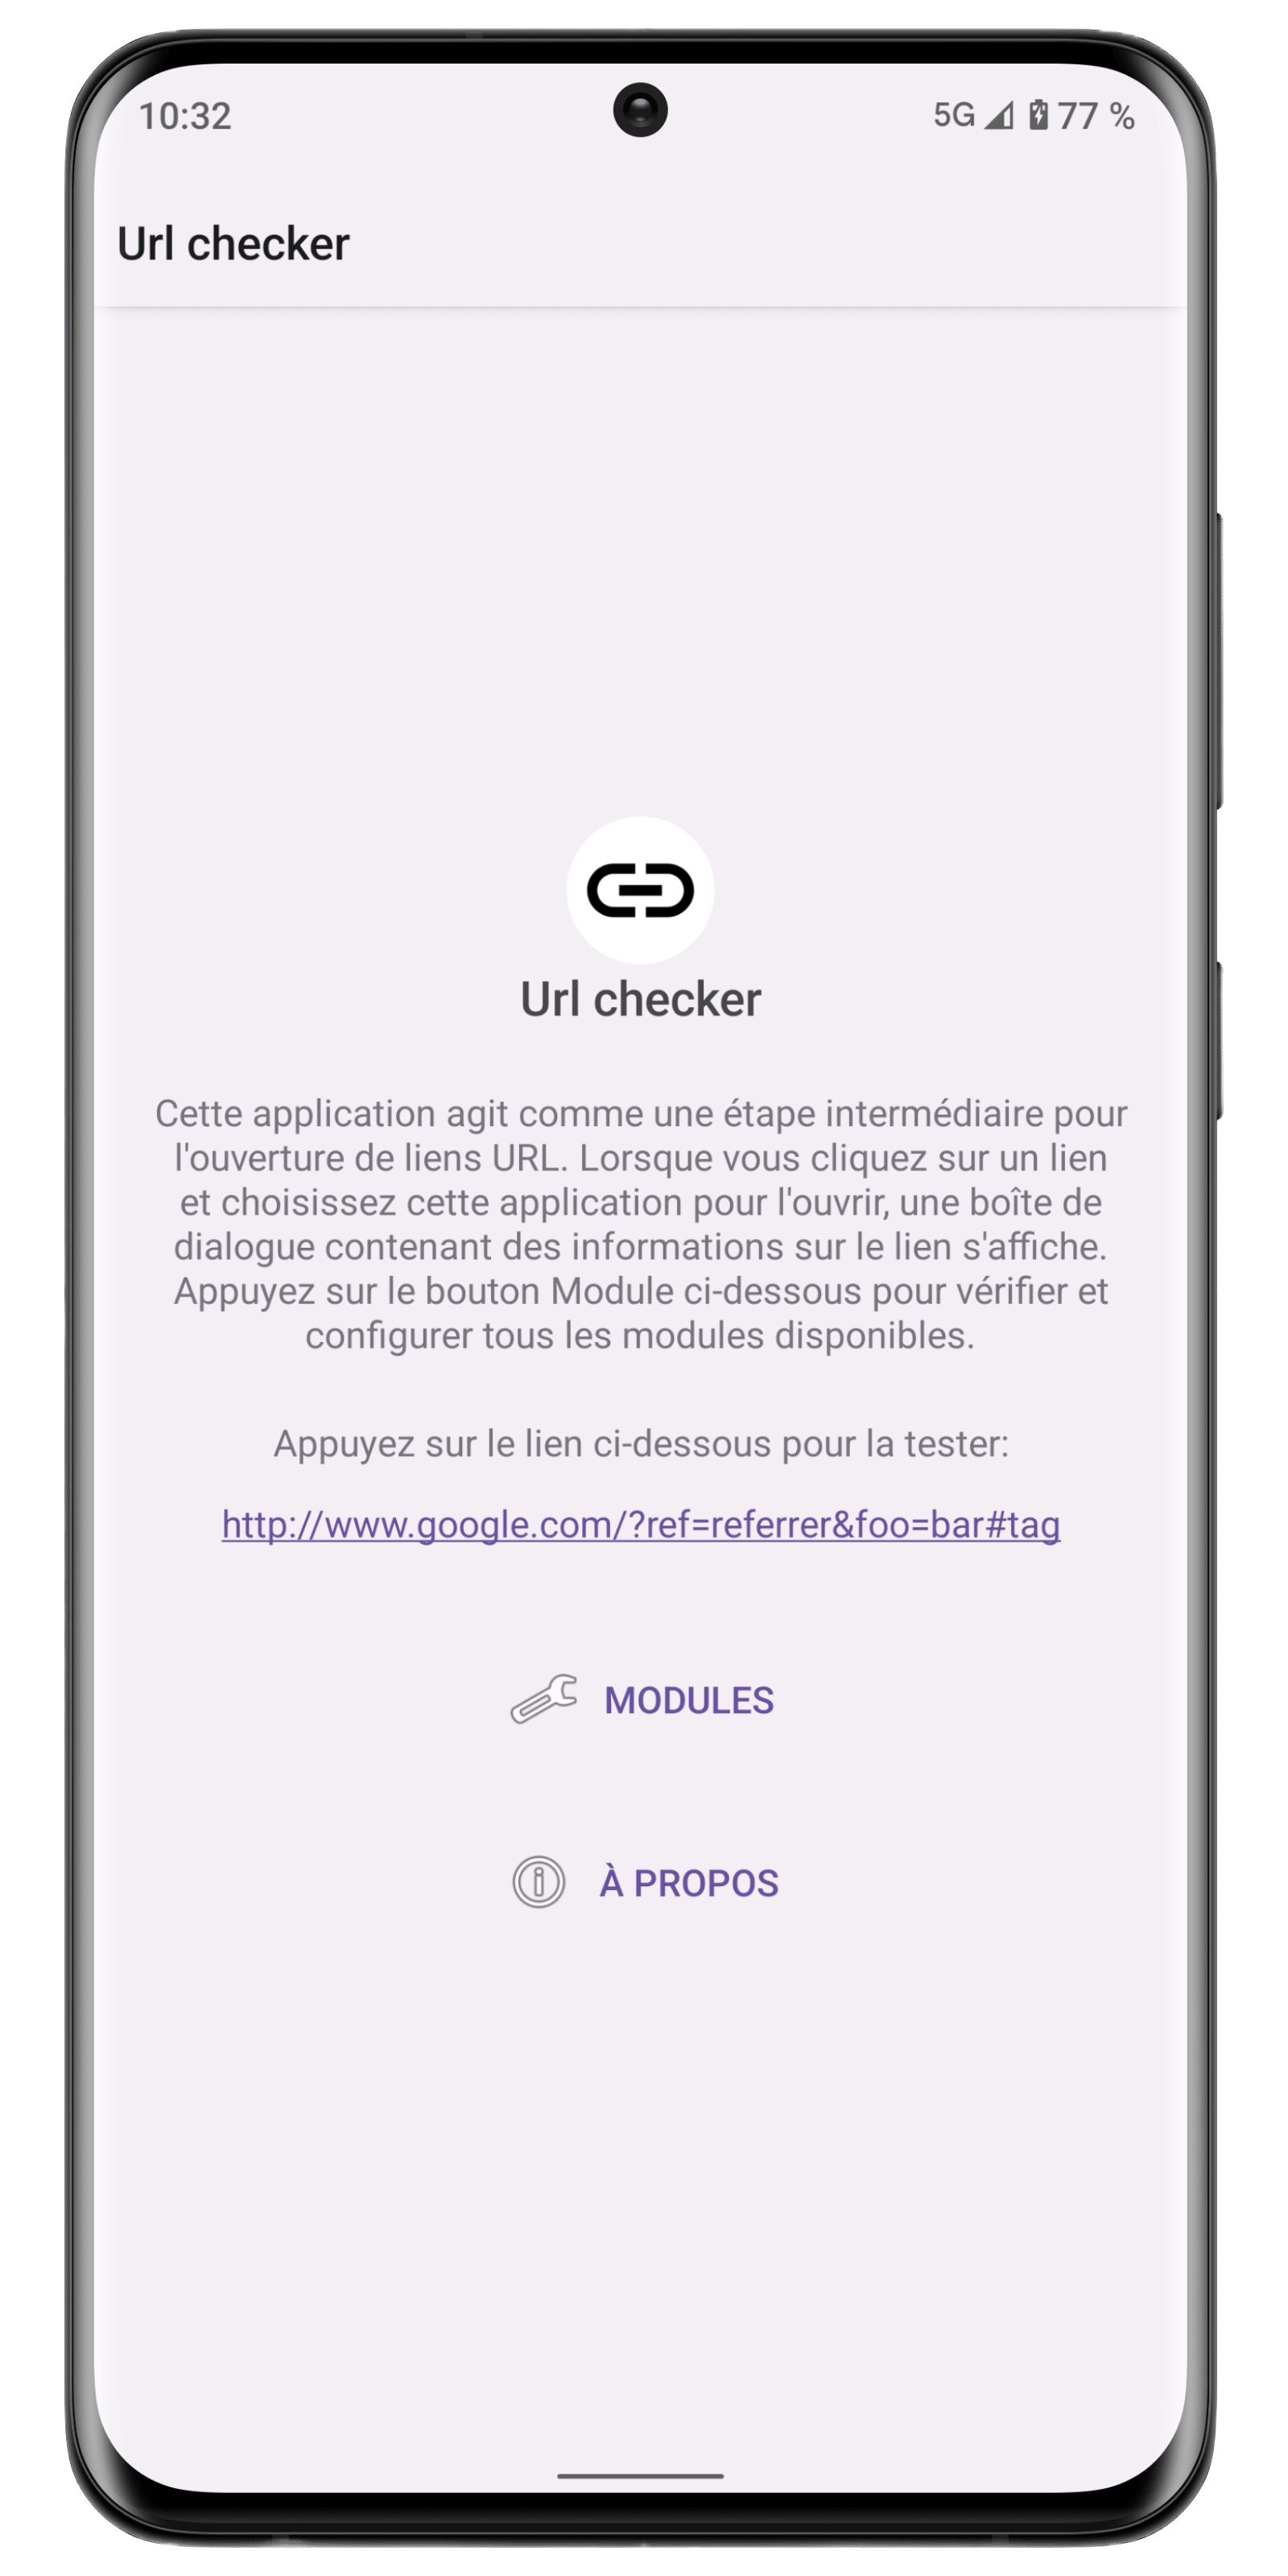 10:32
5G 77 %
Url checker
Url checker
Cette application agit comme une étape intermédiaire pour
l'ouverture de liens URL. Lorsque vous cliquez sur un lien
et choisissez cette application pour l'ouvrir, une boîte de
dialogue contenant des informations sur le lien s'affiche.
Appuyez sur le bouton Module ci-dessous pour vérifier et
configurer tous les modules disponibles.
Appuyez sur le lien ci-dessous pour la tester:
http://www.google.com/?ref=referrer&foo=bar#tag
MODULES
À PROPOS